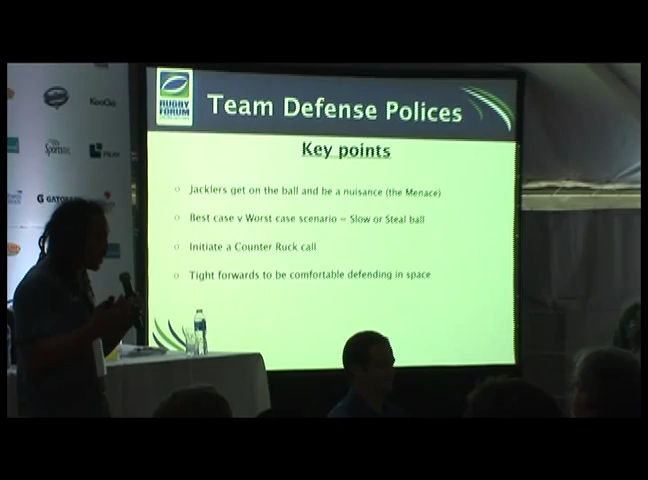 RUGBY
FORUM
Team Defense Polices
Key points
Jacklers get on the ball and be a nuisance (the Menace)
Best case v Worst case scenario = Slow or Steal ball
Initiate a Counter Ruck call
Tight forwards to be comfortable defending in space
KooGa
Sportstec
GATORADE